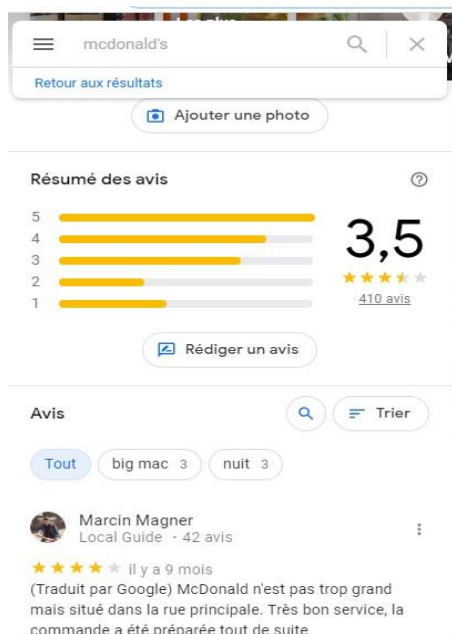 mcdonald's
Retour aux résultats
Ajouter une photo
Résumé des avis
5
4
3
2
1
3,5
410 avis
Rédiger un avis
Avis
Trier
Tout
big mac 3
nuit 3
Marcin Magner
Local Guide · 42 avis
il y a 9 mois
(Traduit par Google) McDonald n'est pas trop grand
mais situé dans la rue principale. Très bon service, la
commande a été préparée tout de suite